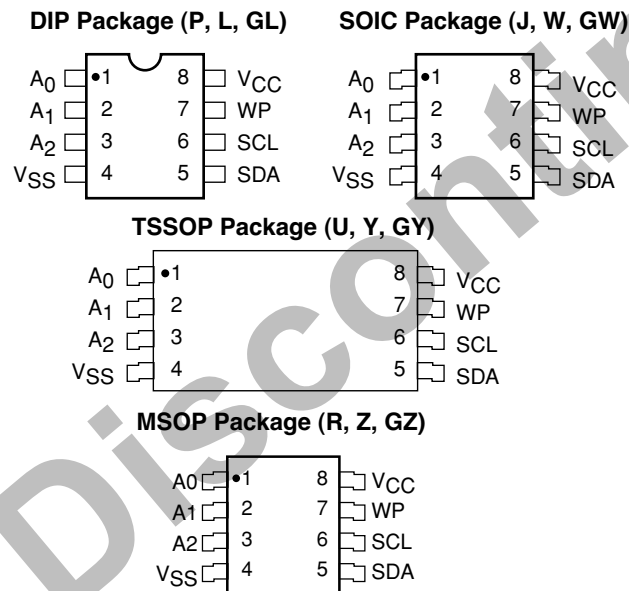 DIP Package (P, L, GL)
A0 1 8 VCC
A1 2 7 WP
A2 3 6 SCL
VSS 4 5 SDA
SOIC Package (J, W, GW)
A0 1 8 VCC
A1 2 7 WP
A2 3 6 SCL
VSS 4 5 SDA
TSSOP Package (U, Y, GY)
A0 1 8 VCC
A1 2 7 WP
A2 3 6 SCL
VSS 4 5 SDA
MSOP Package (R, Z, GZ)
A0 1 8 VCC
A1 2 7 WP
A2 3 6 SCL
VSS 4 5 SDA
Discontin